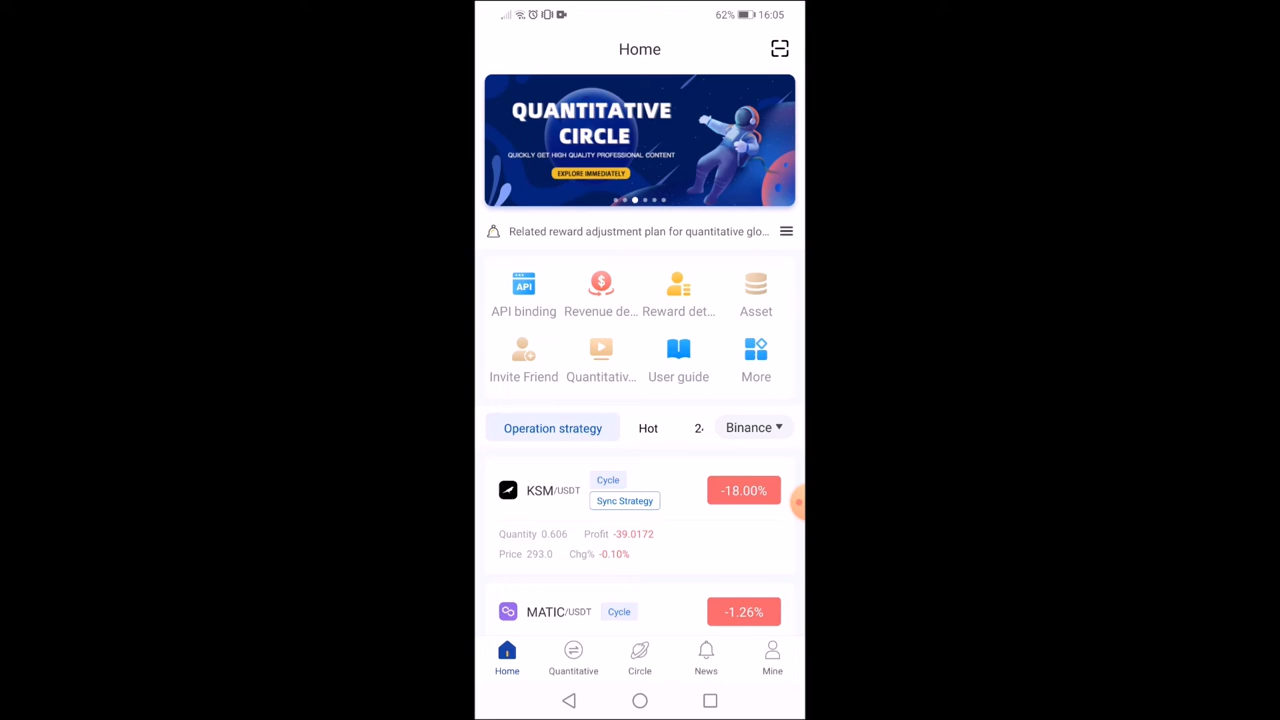 62% 16:05
Home
QUANTITATIVE
CIRCLE
QUICKLY GET HIGH QUALITY PROFESSIONAL CONTENT
EXPLORE IMMEDIATELY
Related reward adjustment plan for quantitative glo...
API
API binding Revenue de... Reward det... Asset
Invite Friend Quantitativ... User guide More
Operation strategy Hot Binance
KSM/USDT Cycle -18.00%
Sync Strategy
Quantity 0.606 Profit -39.0172
Price 293.0 Chg% -0.10%
MATIC/USDT Cycle -1.26%
Home Quantitative Circle News Mine